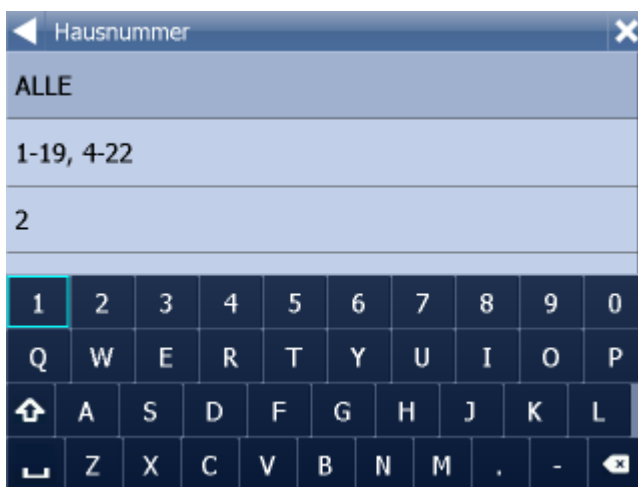 Hausnummer
ALLE
1-19, 4-22
2
1 2 3 4 5 6 7 8 9 0
Q W E R T Y U I O P
A S D F G H J K L
Z X C V B N M . -